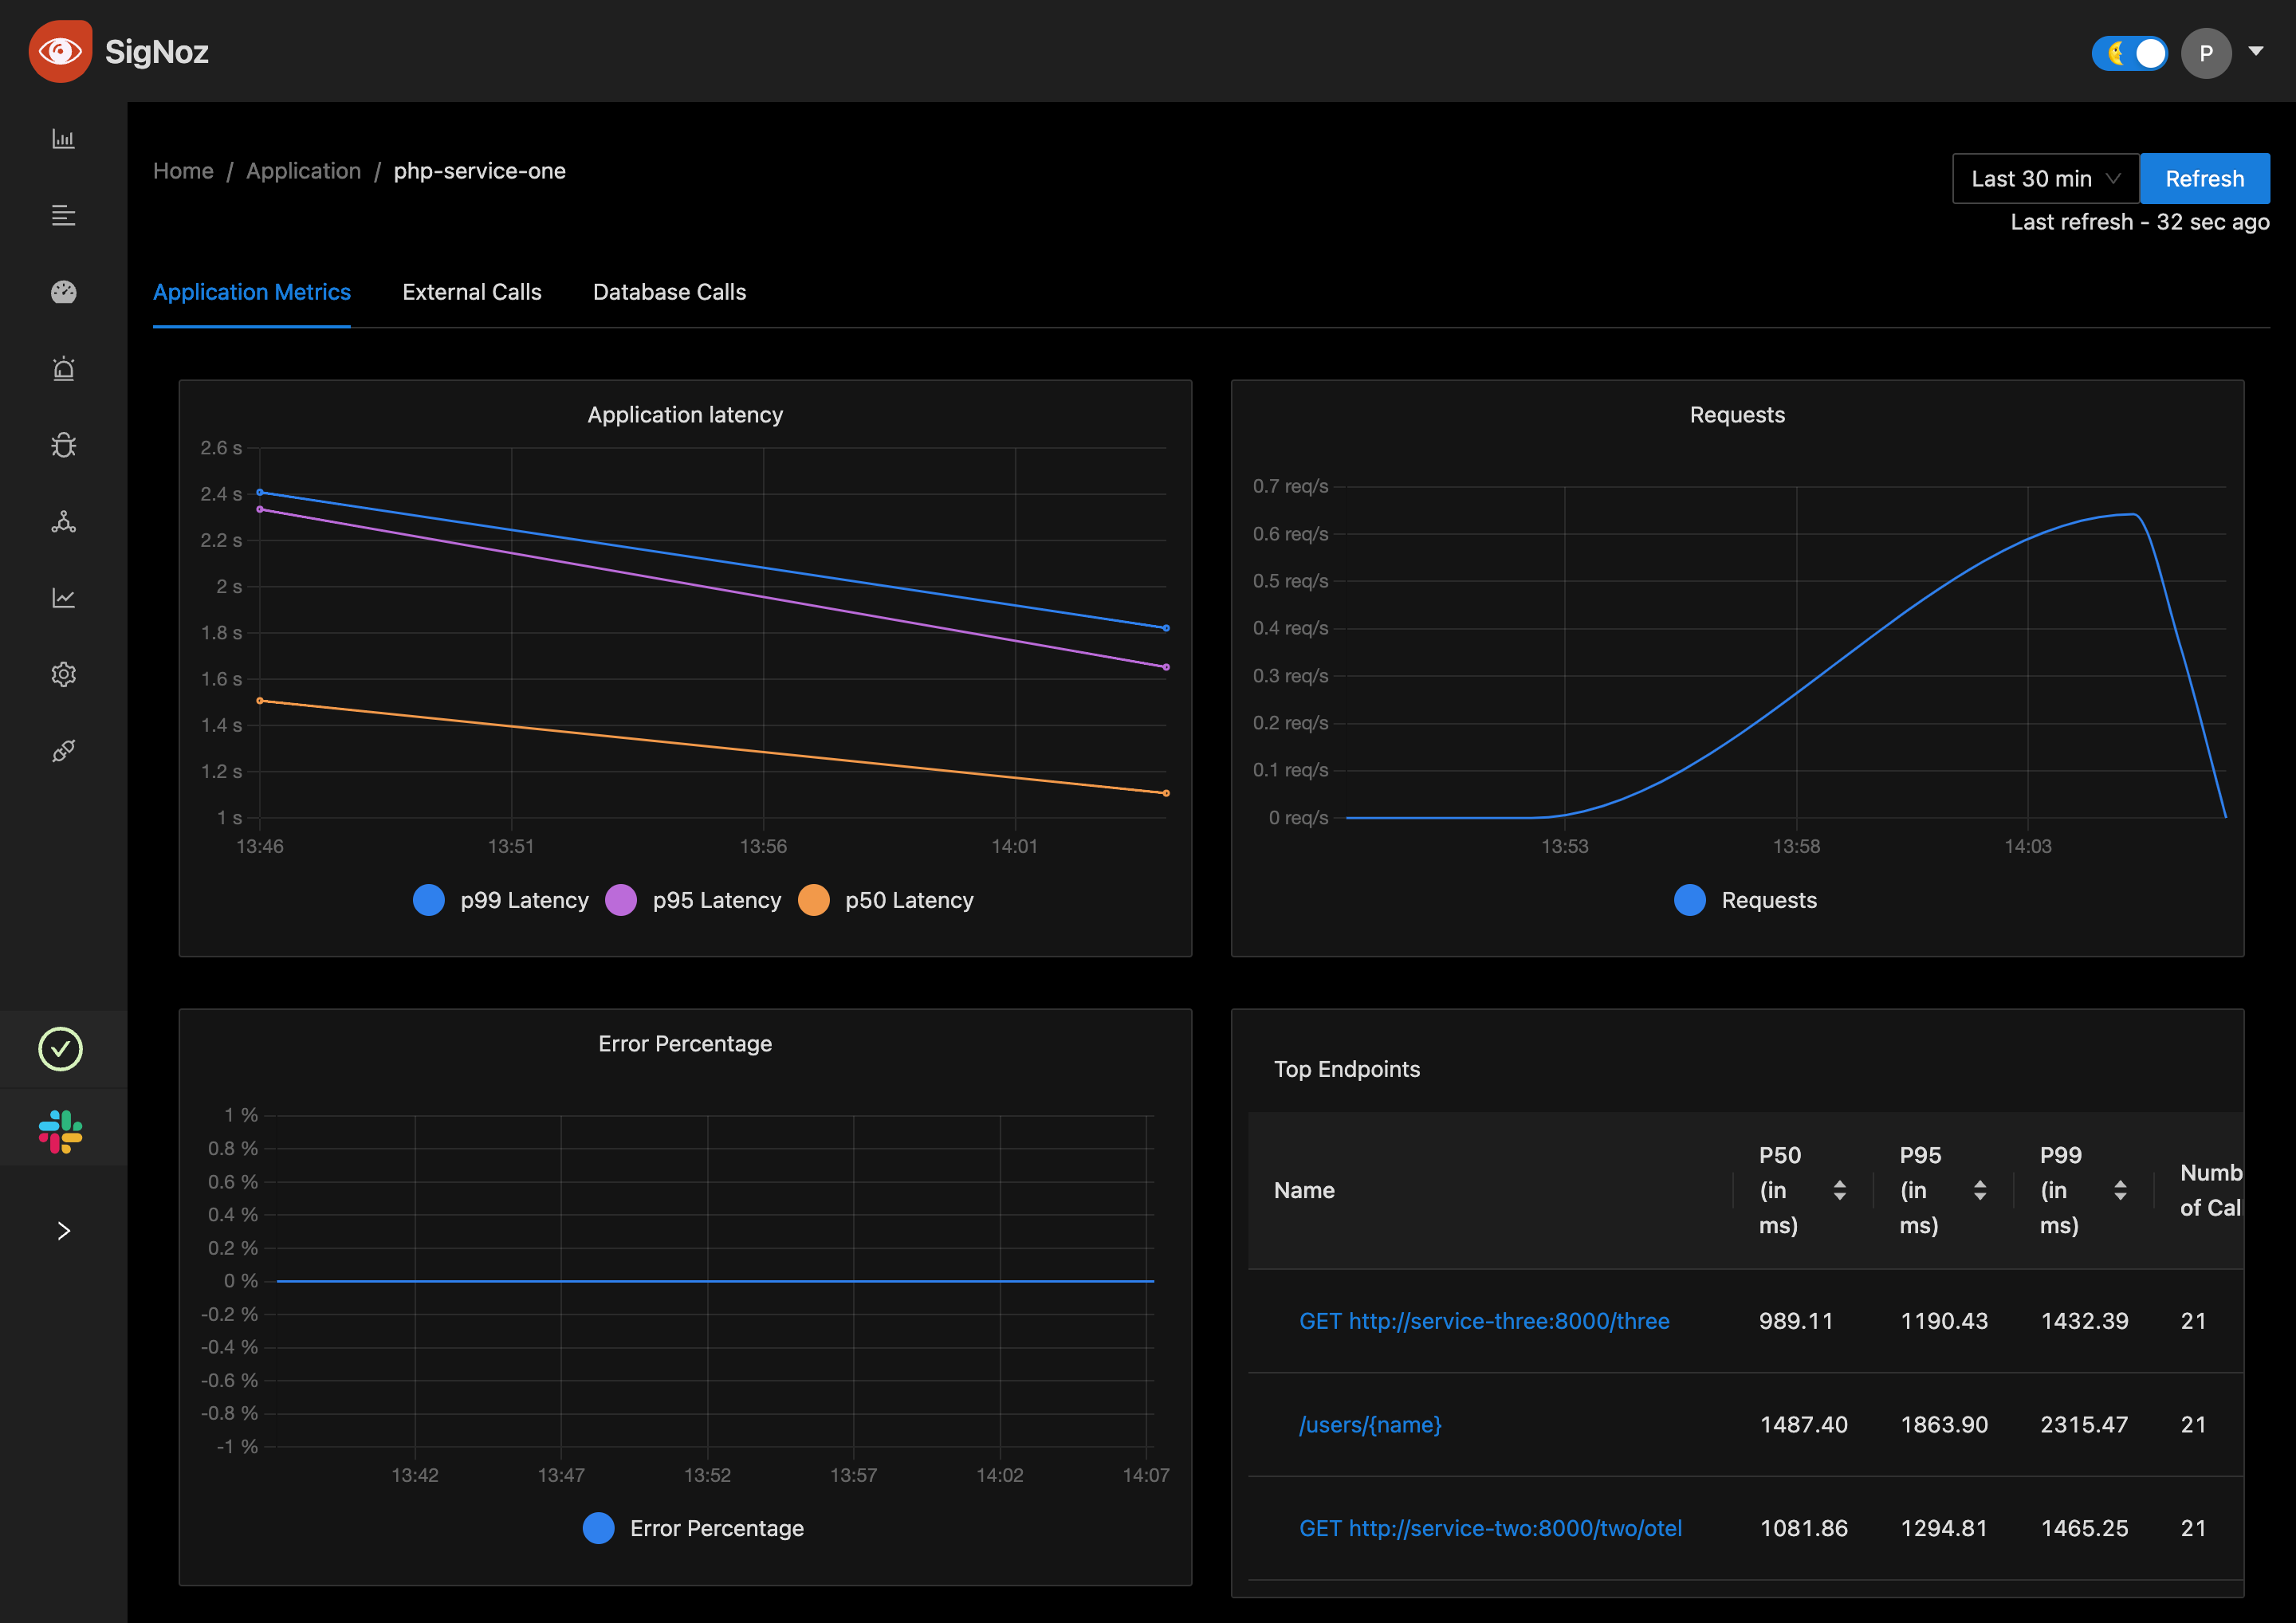 SigNoz
P
Home / Application / php-service-one
Last 30 min
Refresh
Last refresh - 32 sec ago
Application Metrics
External Calls
Database Calls
Application latency
2.6 s
2.4 s
2.2 s
2 s
1.8 s
1.6 s
1.4 s
1.2 s
1 s
13:46 13:51 13:56 14:01
p99 Latency p95 Latency p50 Latency
Requests
0.7 req/s
0.6 req/s
0.5 req/s
0.4 req/s
0.3 req/s
0.2 req/s
0.1 req/s
0 req/s
13:53 13:58 14:03
Requests
Error Percentage
1 %
0.8 %
0.6 %
0.4 %
0.2 %
0 %
-0.2 %
-0.4 %
-0.6 %
-0.8 %
-1 %
13:42 13:47 13:52 13:57 14:02 14:07
Error Percentage
Top Endpoints
Name
P50
(in
ms)
P95
(in
ms)
P99
(in
ms)
Numb
of Cal
GET http://service-three:8000/three 989.11 1190.43 1432.39 21
/users/{name} 1487.40 1863.90 2315.47 21
GET http://service-two:8000/two/otel 1081.86 1294.81 1465.25 21